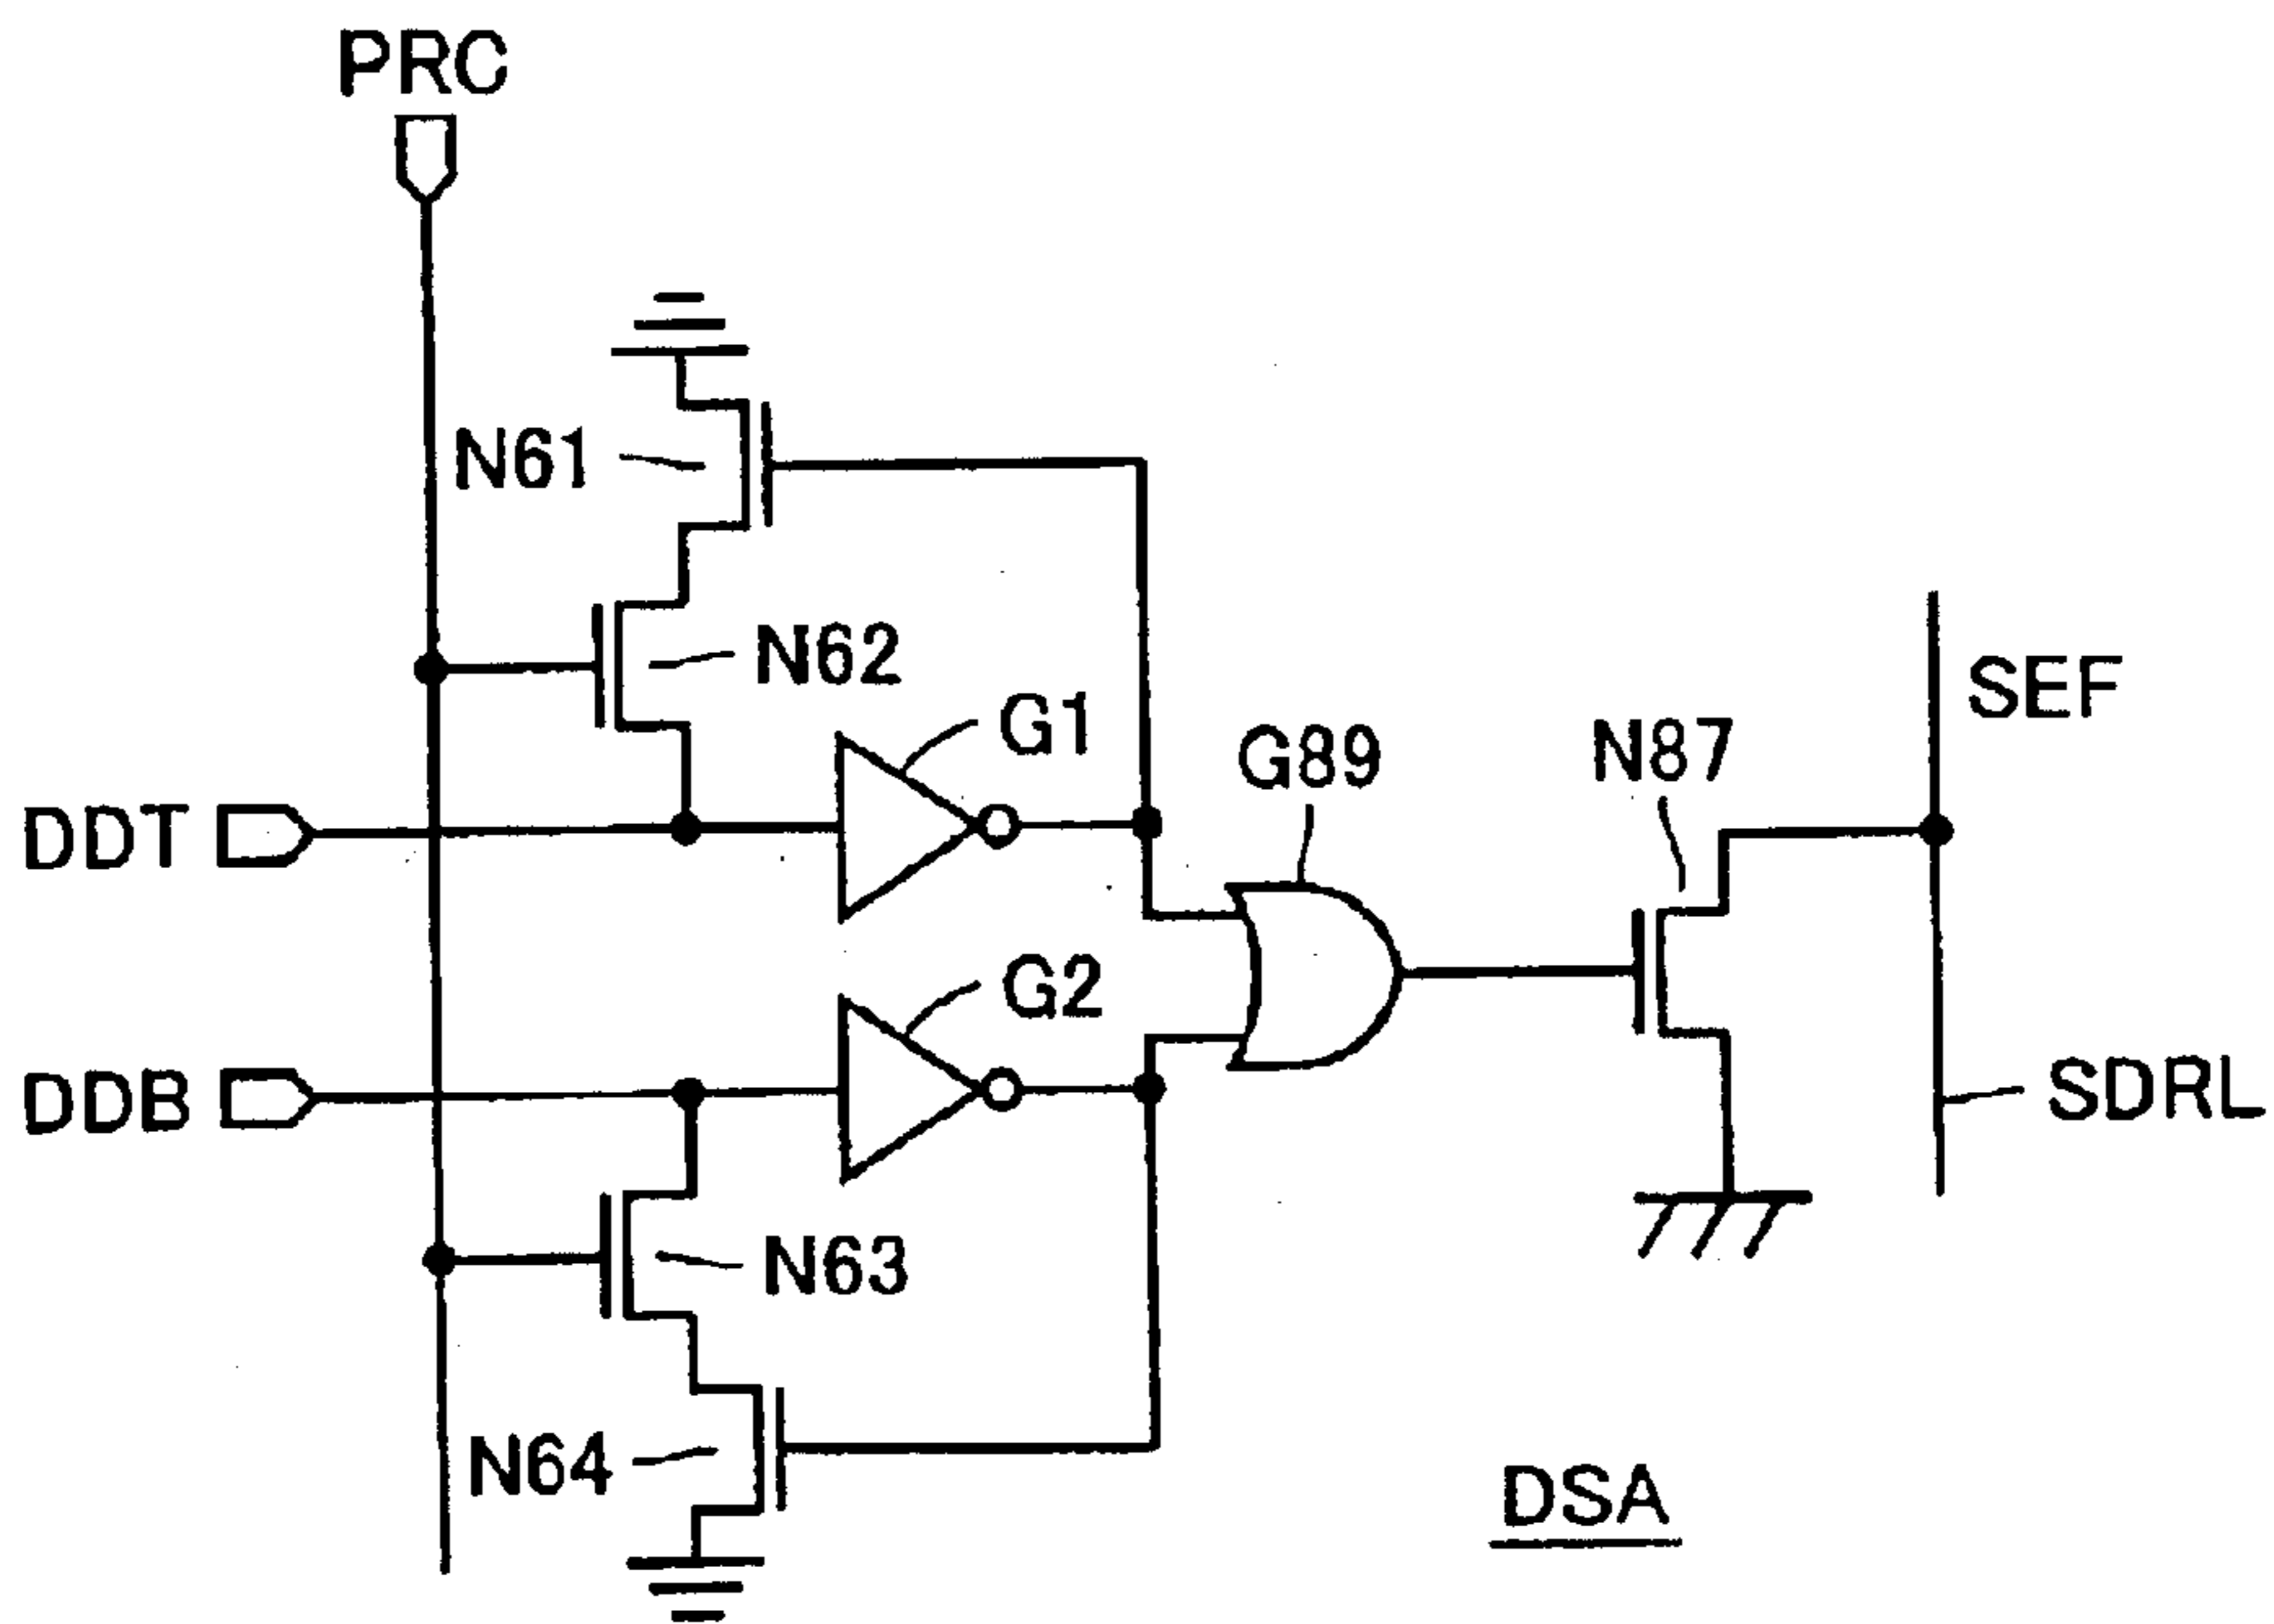 PRC
N61
N62
G1
G89
N87
SEF
DDT
G2
DDB
SDRL
N63
N64
DSA